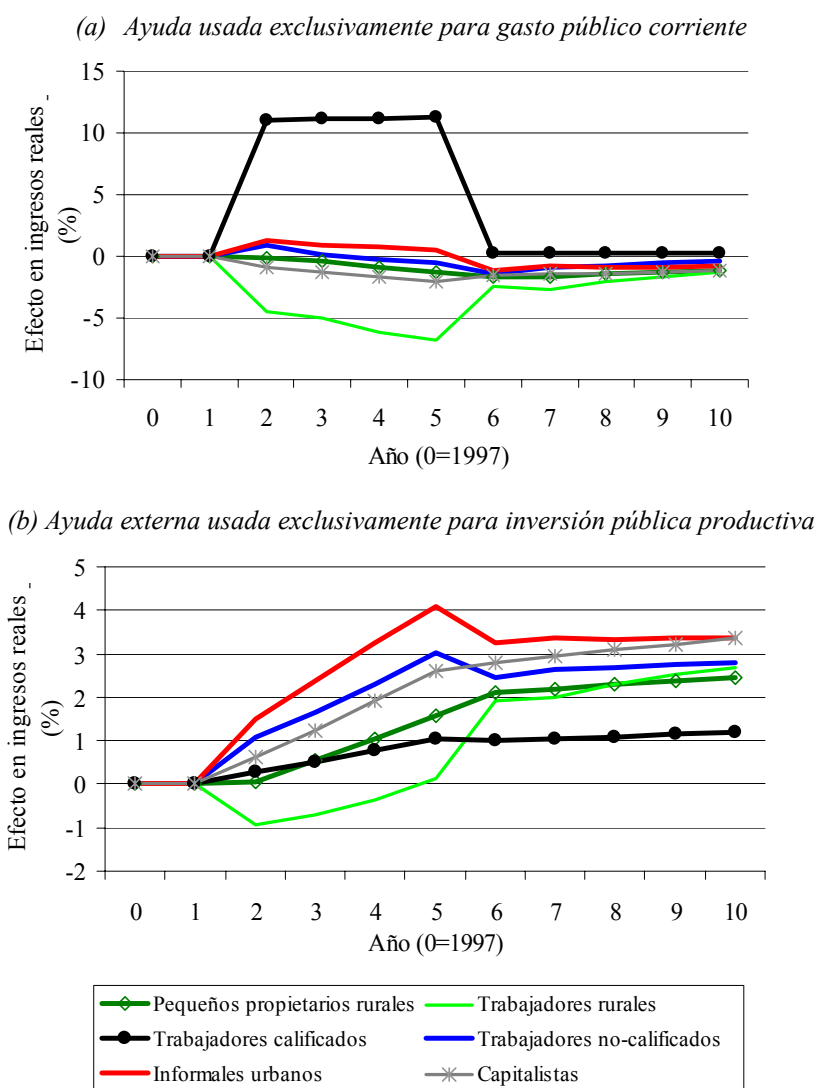 (a) Ayuda usada exclusivamente para gasto público corriente
Efecto en ingresos reales -
(%)
15
10
5
0
-5
-10
0 1 2 3 4 5 6 7 8 9 10
Año (0=1997)
(b) Ayuda externa usada exclusivamente para inversión pública productiva
Efecto en ingresos reales -
(%)
5
4
3
2
1
0
-1
-2
0 1 2 3 4 5 6 7 8 9 10
Año (0=1997)
Pequeños propietarios rurales
Trabajadores rurales
Trabajadores calificados
Trabajadores no-calificados
Informales urbanos
Capitalistas